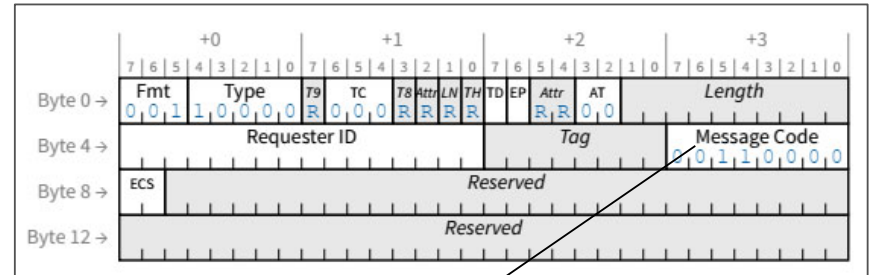 +0 +1 +2 +3
7 6 5 4 3 2 1 0 7 6 5 4 3 2 1 0 7 6 5 4 3 2 1 0 7 6 5 4 3 2 1 0
Byte 0 → Fmt Type T9 TC T8 Attr LN TH TD EP Attr AT Length
0 0 1 1 0 0 0 0 R 0 0 0 R R R R R R 0 0
Byte 4 → Requester ID Tag Message Code
0 0 1 1 0 0 0 0
Byte 8 → ECS Reserved
Byte 12 → Reserved